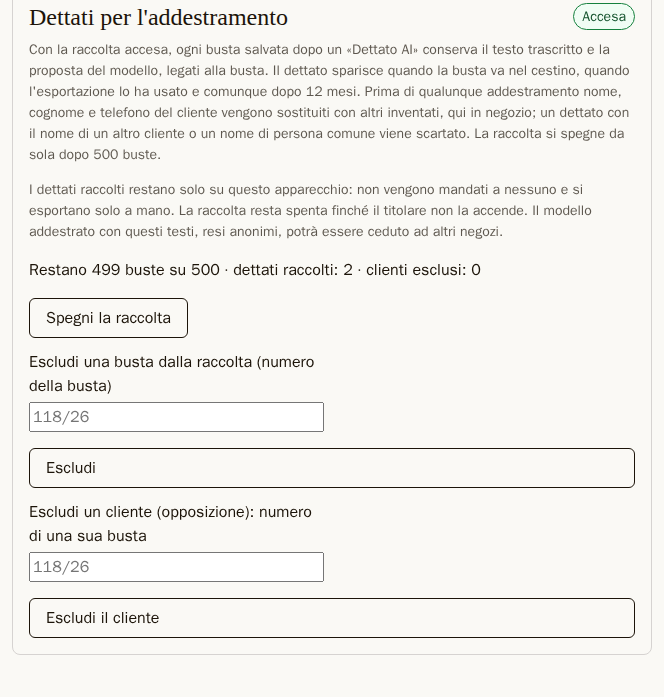 Dettati per l'addestramento
Accesa
Con la raccolta accesa, ogni busta salvata dopo un «Dettato AI» conserva il testo trascritto e la
proposta del modello, legati alla busta. Il dettato sparisce quando la busta va nel cestino, quando
l'esportazione lo ha usato e comunque dopo 12 mesi. Prima di qualunque addestramento nome,
cognome e telefono del cliente vengono sostituiti con altri inventati, qui in negozio; un dettato con
il nome di un altro cliente o un nome di persona comune viene scartato. La raccolta si spegne da
sola dopo 500 buste.
I dettati raccolti restano solo su questo apparecchio: non vengono mandati a nessuno e si
esportano solo a mano. La raccolta resta spenta finché il titolare non la accende. Il modello
addestrato con questi testi, resi anonimi, potrà essere ceduto ad altri negozi.
Restano 499 buste su 500 · dettati raccolti: 2 · clienti esclusi: 0
Spegni la raccolta
Escludi una busta dalla raccolta (numero
della busta)
118/26
Escludi
Escludi un cliente (opposizione): numero
di una sua busta
118/26
Escludi il cliente